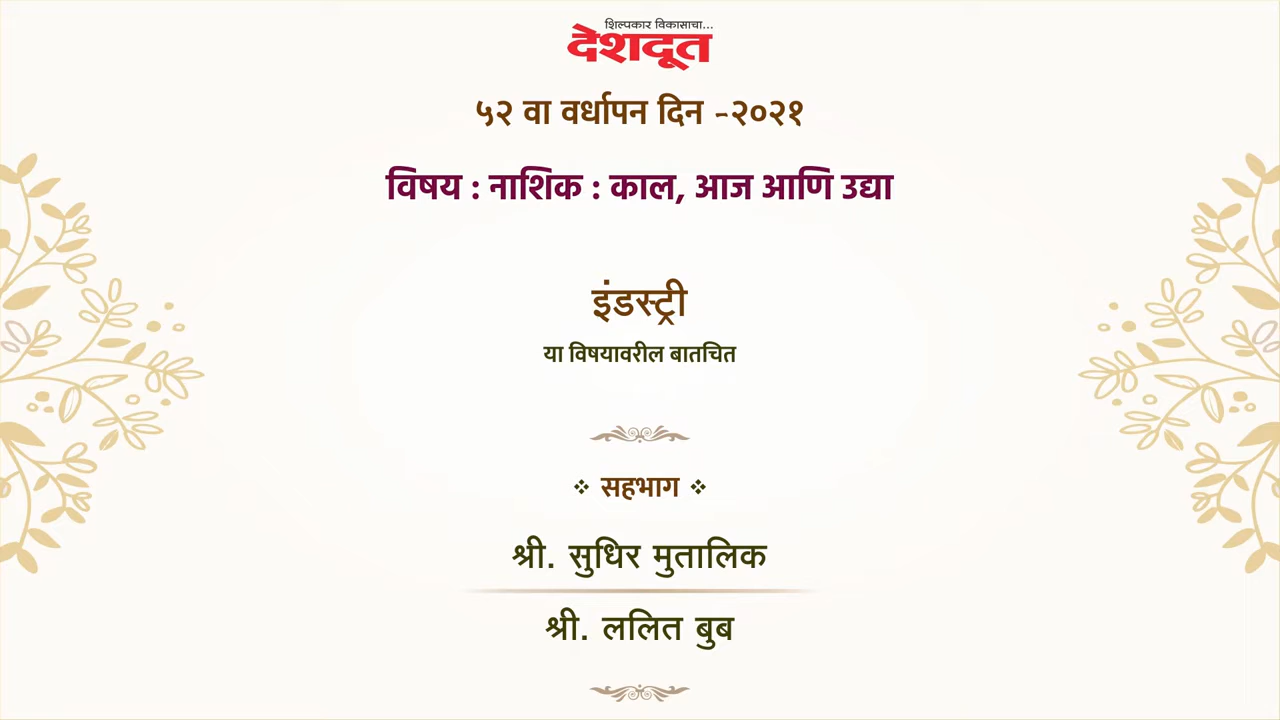 शिल्पकार विकासाचा...
देशदूत
५२ वा वर्धापन दिन -२०२१
विषय : नाशिक : काल, आज आणि उद्या
इंडस्ट्री
या विषयावरील बातचित
❖ सहभाग ❖
श्री. सुधिर मुतालिक
श्री. ललित बुब